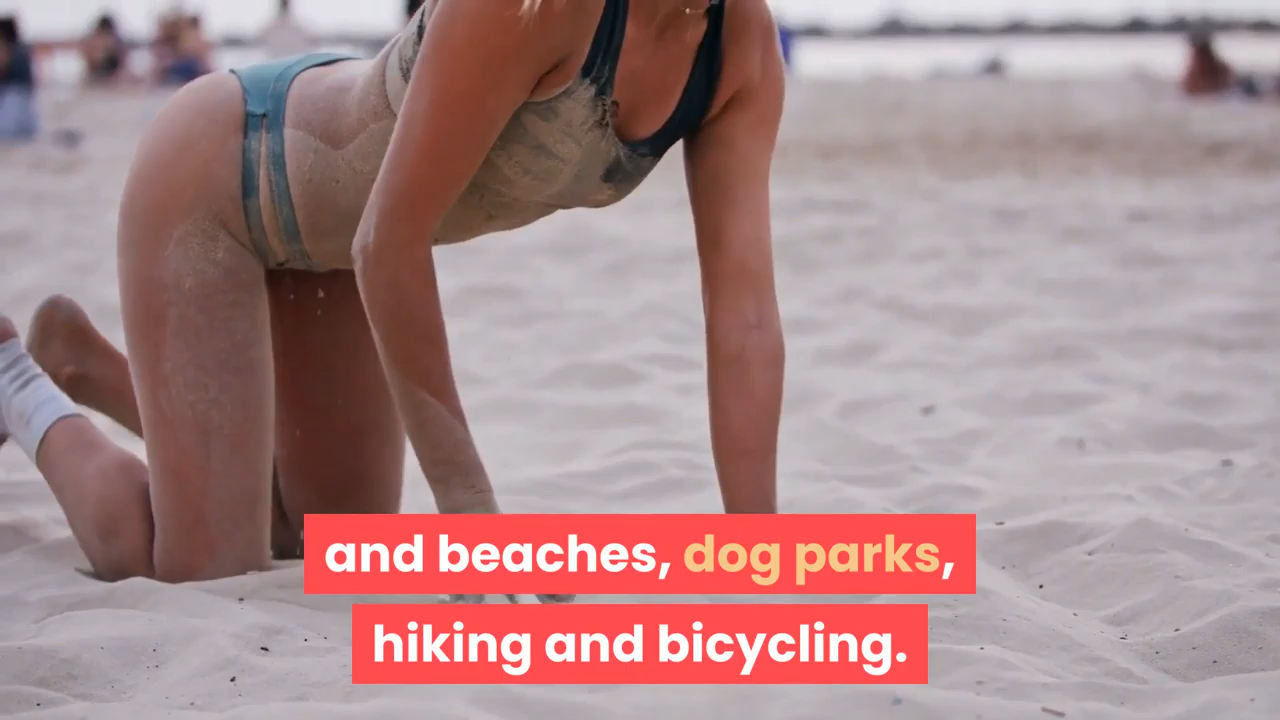 and beaches, dog parks,
hiking and bicycling.